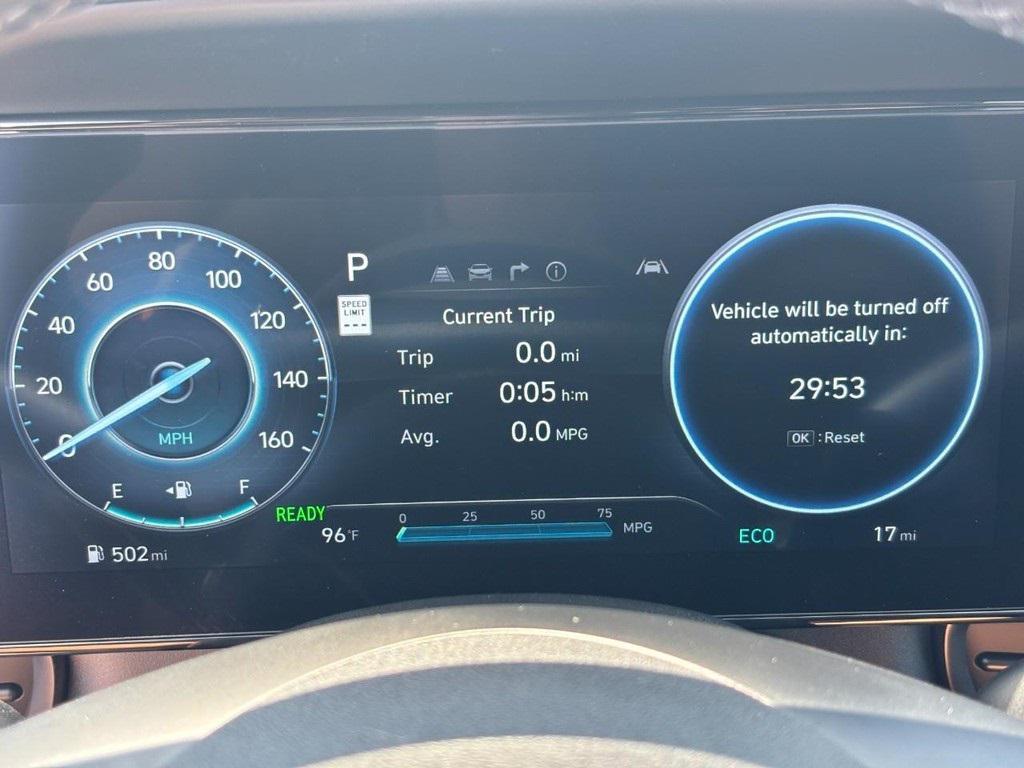 0
20
40
60
80
100
120
140
160
MPH
E
F
502 mi
P
SPEED
LIMIT
---
Current Trip
Trip 0.0 mi
Timer 0:05 h:m
Avg. 0.0 MPG
READY
96°F
0 25 50 75
MPG
Vehicle will be turned off
automatically in:
29:53
OK : Reset
ECO
17 mi